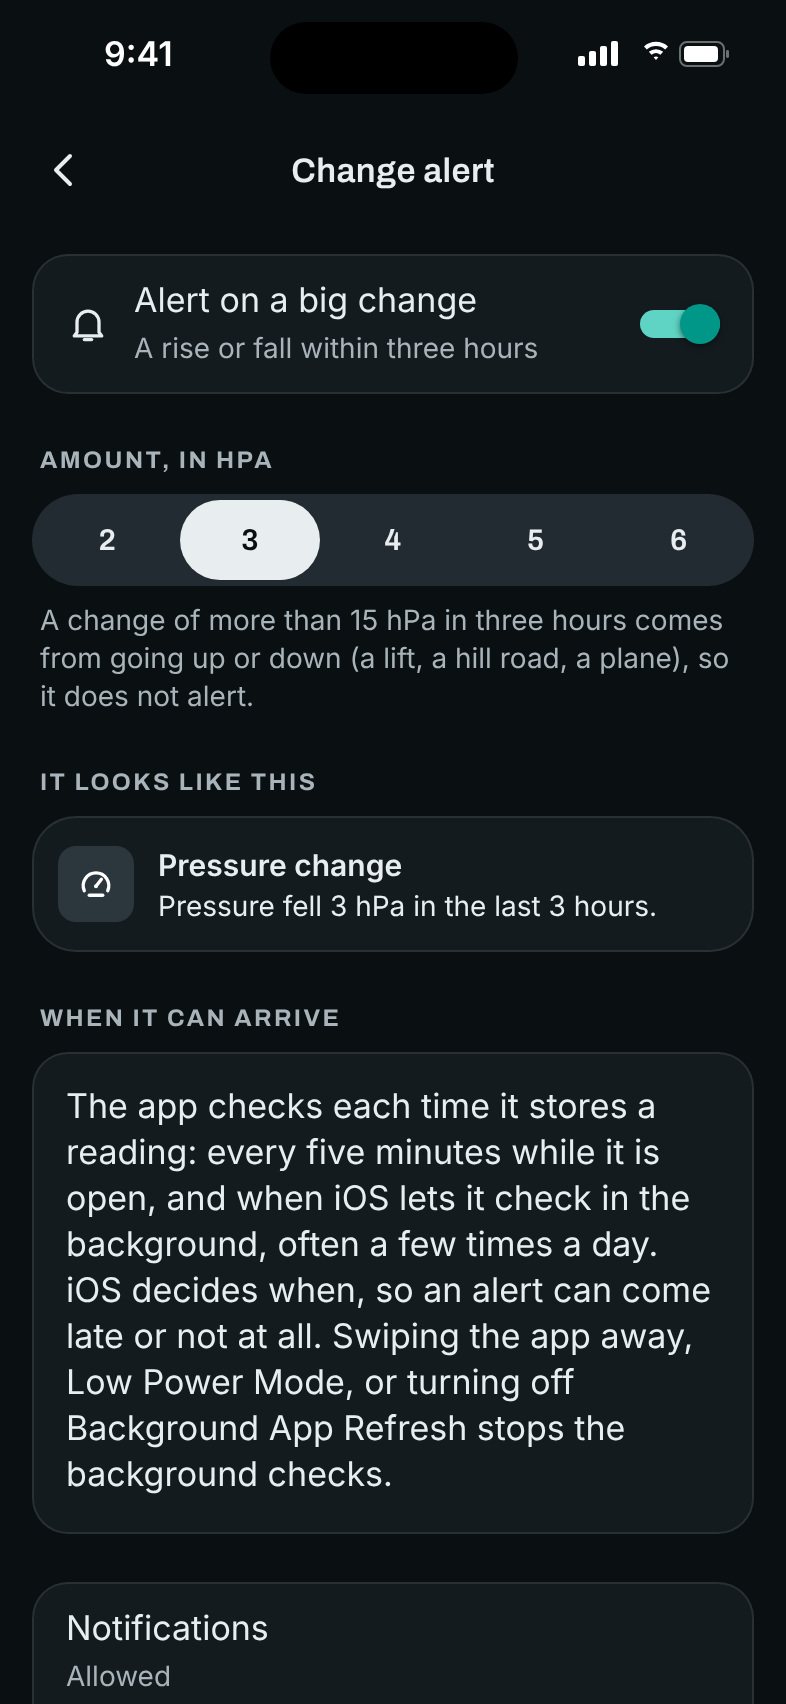 9:41
Change alert
Alert on a big change
A rise or fall within three hours
AMOUNT, IN HPA
2 3 4 5 6
A change of more than 15 hPa in three hours comes
from going up or down (a lift, a hill road, a plane), so
it does not alert.
IT LOOKS LIKE THIS
Pressure change
Pressure fell 3 hPa in the last 3 hours.
WHEN IT CAN ARRIVE
The app checks each time it stores a
reading: every five minutes while it is
open, and when iOS lets it check in the
background, often a few times a day.
iOS decides when, so an alert can come
late or not at all. Swiping the app away,
Low Power Mode, or turning off
Background App Refresh stops the
background checks.
Notifications
Allowed